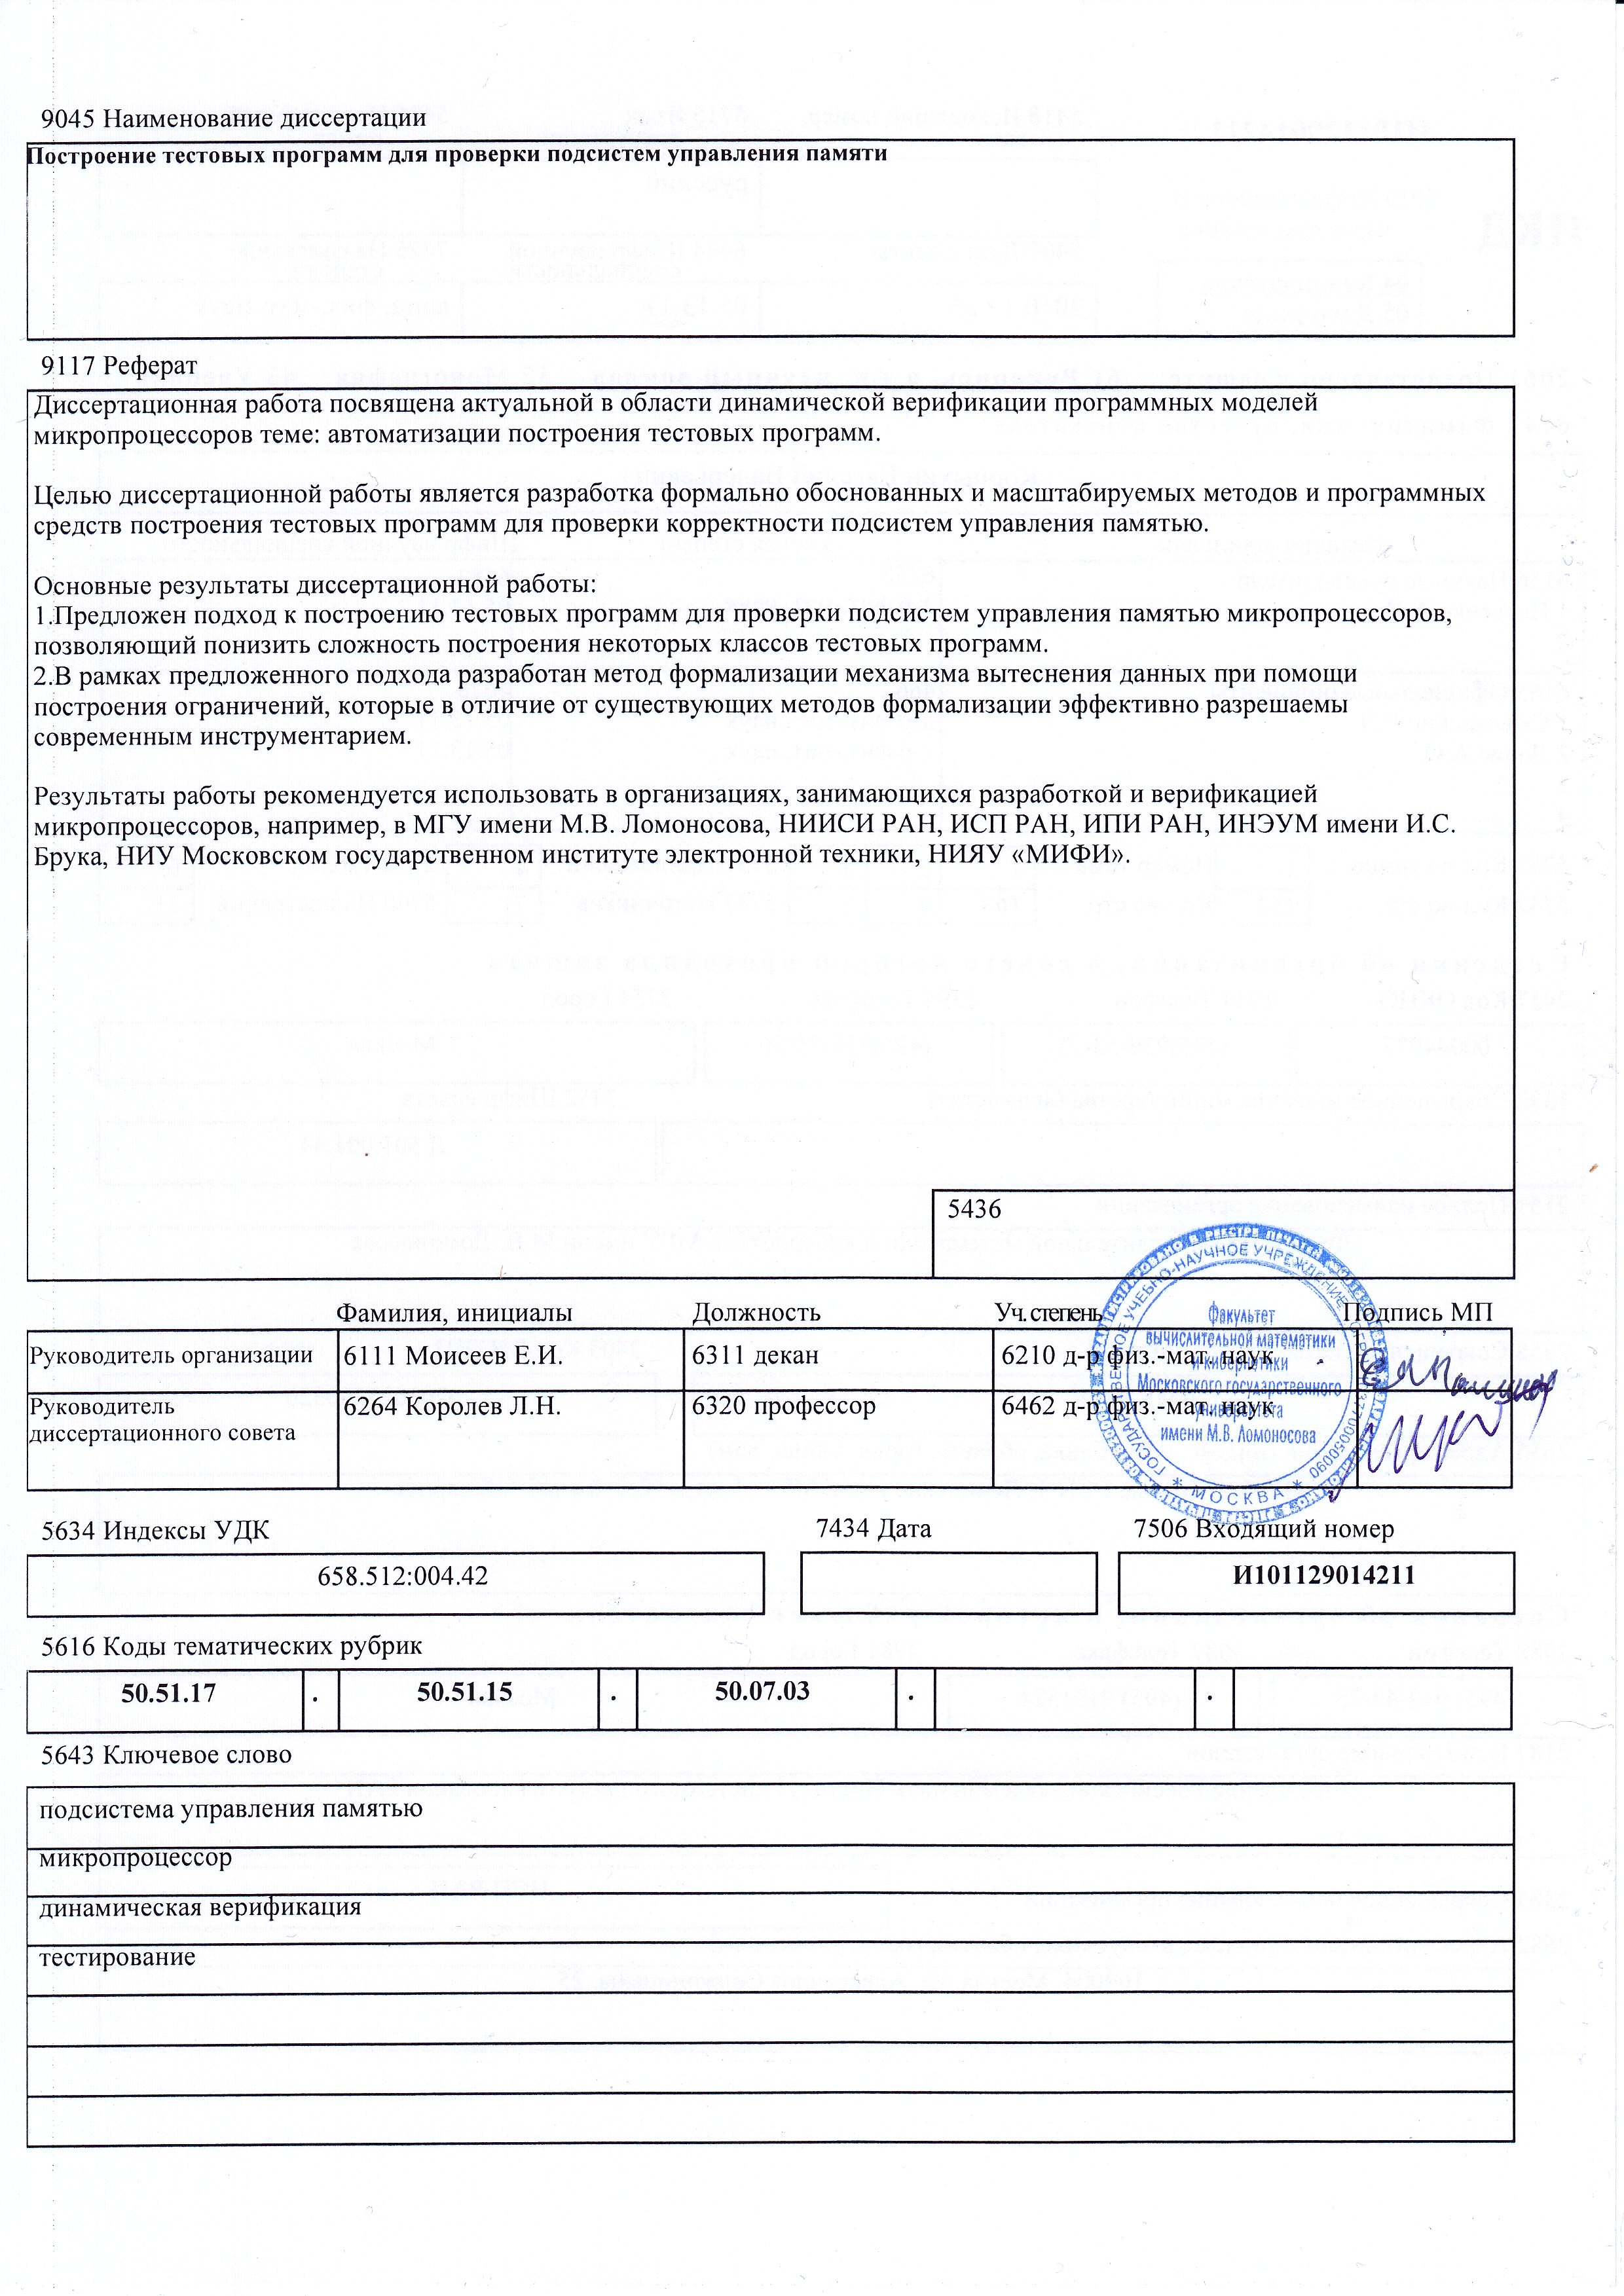 9045 Наименование диссертации
Построение тестовых программ для проверки подсистем управления памяти
9117 Реферат
Диссертационная работа посвящена актуальной в области динамической верификации программных моделей
микропроцессоров теме: автоматизации построения тестовых программ.
Целью диссертационной работы является разработка формально обоснованных и масштабируемых методов и программных
средств построения тестовых программ для проверки корректности подсистем управления памятью.
Основные результаты диссертационной работы:
1.Предложен подход к построению тестовых программ для проверки подсистем управления памятью микропроцессоров,
позволяющий понизить сложность построения некоторых классов тестовых программ.
2.В рамках предложенного подхода разработан метод формализации механизма вытеснения данных при помощи
построения ограничений, которые в отличие от существующих методов формализации эффективно разрешаемы
современным инструментарием.
Результаты работы рекомендуется использовать в организациях, занимающихся разработкой и верификацией
микропроцессоров, например, в МГУ имени М.В. Ломоносова, НИИСИ РАН, ИСП РАН, ИПИ РАН, ИНЭУМ имени И.С.
Брука, НИУ Московском государственном институте электронной техники, НИЯУ «МИФИ».
5436
Фамилия, инициалы Должность Уч. степень Подпись МП
Руководитель организации 6111 Моисеев Е.И. 6311 декан 6210 д-р физ.-мат. наук
Руководитель
диссертационного совета 6264 Королев Л.Н. 6320 профессор 6462 д-р физ.-мат. наук
Факультет
вычислительной математики
и кибернетики
Московского государственного
университета
имени М.В. Ломоносова
УЧЕБНО-НАУЧНОЕ УЧРЕЖДЕНИЕ
* МОСКВА *
5634 Индексы УДК 7434 Дата 7506 Входящий номер
658.512:004.42 И101129014211
5616 Коды тематических рубрик
50.51.17 . 50.51.15 . 50.07.03 . .
5643 Ключевое слово
подсистема управления памятью
микропроцессор
динамическая верификация
тестирование